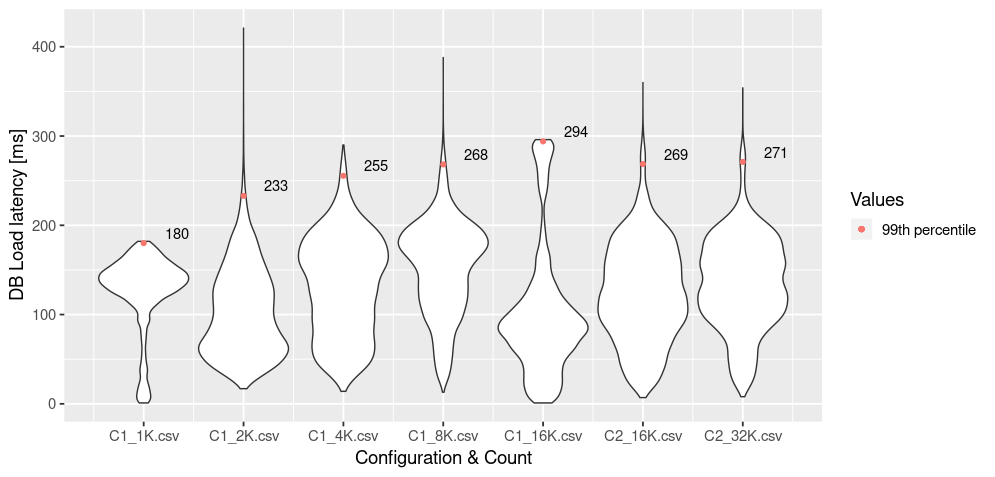 DB Load latency [ms]
400
300
200
100
0
180
233
255
268
294
269
271
C1_1K.csv C1_2K.csv C1_4K.csv C1_8K.csv C1_16K.csv C2_16K.csv C2_32K.csv
Configuration & Count
Values
99th percentile